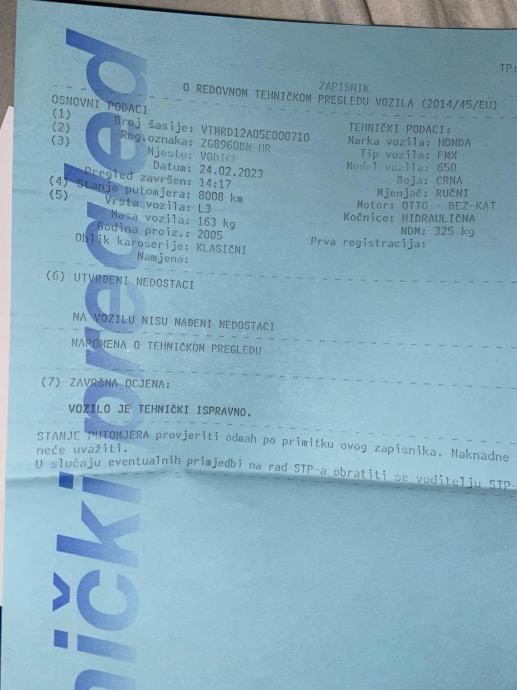 TP:
ZAPISNIK
O REDOVNOM TEHNIČKOM PREGLEDU VOZILA (2014/45/EU)
OSNOVNI PODACI
(1) Broj šasije: VTMRD12A05E000710
(2) Reg.oznaka: ZG8960BN-HR
(3) Mjesto: VODICE
Datum: 24.02.2023
Pregled završen: 14:17
(4) Stanje putomjera: 8008 km
(5) Vrsta vozila: L3
Masa vozila: 163 kg
Godina proiz.: 2005
Oblik karoserije: KLASIČNI
Namjena:
TEHNIČKI PODACI:
Marka vozila: HONDA
Tip vozila: FMX
Model vozila: 650
Boja: CRNA
Mjenjač: RUČNI
Motor: OTTO - BEZ-KAT
Kočnice: HIDRAULIČNA
NDM: 325 kg
Prva registracija:
(6) UTVRĐENI NEDOSTACI
NA VOZILU NISU NAĐENI NEDOSTACI
NAPOMENA O TEHNIČKOM PREGLEDU
(7) ZAVRŠNA OCJENA:
VOZILO JE TEHNIČKI ISPRAVNO.
STANJE PUTOMJERA provjeriti odmah po primitku ovog zapisnika. Naknadne
neče uvažiti.
U slučaju eventualnih primjedbi na rad STP-a obratiti se voditelju STP-
nički pregled